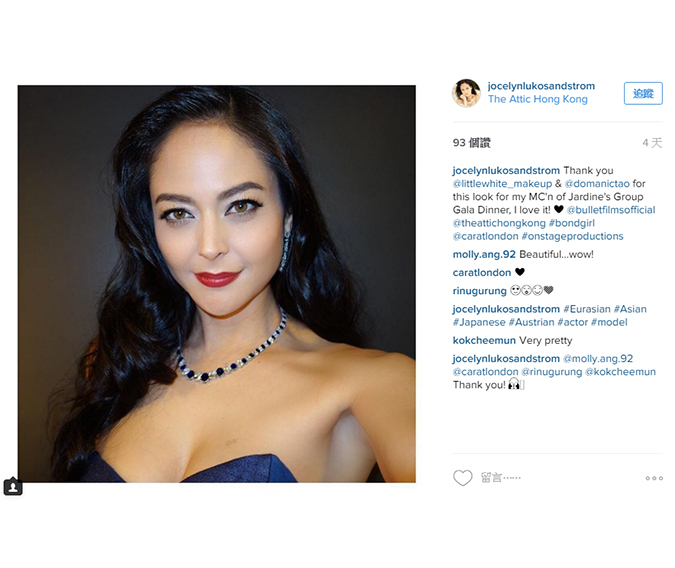 jocelynlukosandstrom
The Attic Hong Kong
追蹤
93 個讚
4 天
jocelynlukosandstrom Thank you
@littlewhite_makeup & @domanictao for
this look for my MC'n of Jardine's Group
Gala Dinner, I love it! 🖤 @bulletfilmsofficial
@theattichongkong #bondgirl
@caratlondon #onstageproductions
molly.ang.92 Beautiful...wow!
caratlondon 🖤
rinugurung
jocelynlukosandstrom #Eurasian #Asian
#Japanese #Austrian #actor #model
kokcheemun Very pretty
jocelynlukosandstrom @molly.ang.92
@caratlondon @rinugurung @kokcheemun
Thank you!
留言⋯⋯